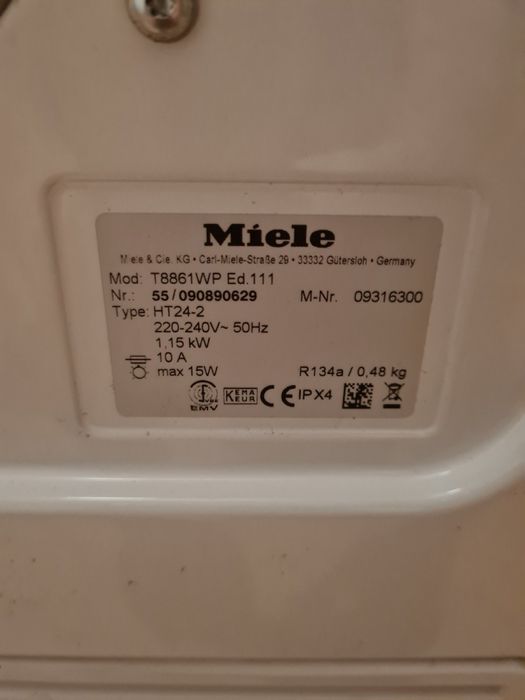 Miele
Miele & Cie. KG • Carl-Miele-Straße 29 • 33332 Gütersloh • Germany
Mod: T8861WP Ed.111
Nr.: 55/090890629 M-Nr. 09316300
Type: HT24-2
220-240V~ 50Hz
1,15 kW
10 A
max 15W R134a / 0,48 kg
EMV KEMA KEUR CE IPX4